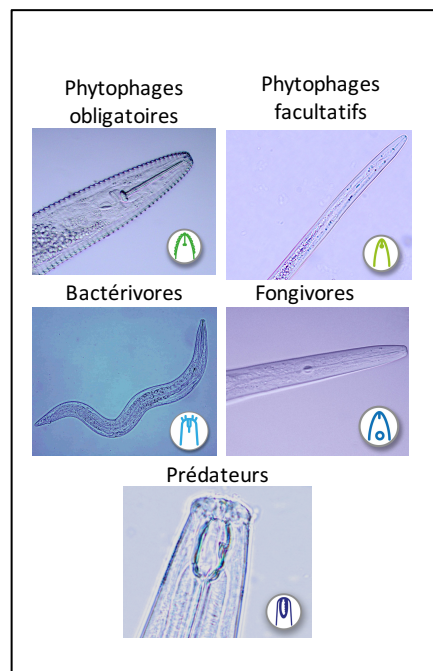 Phytophages
obligatoires
Phytophages
facultatifs
Bactérivores
Fongivores
Prédateurs